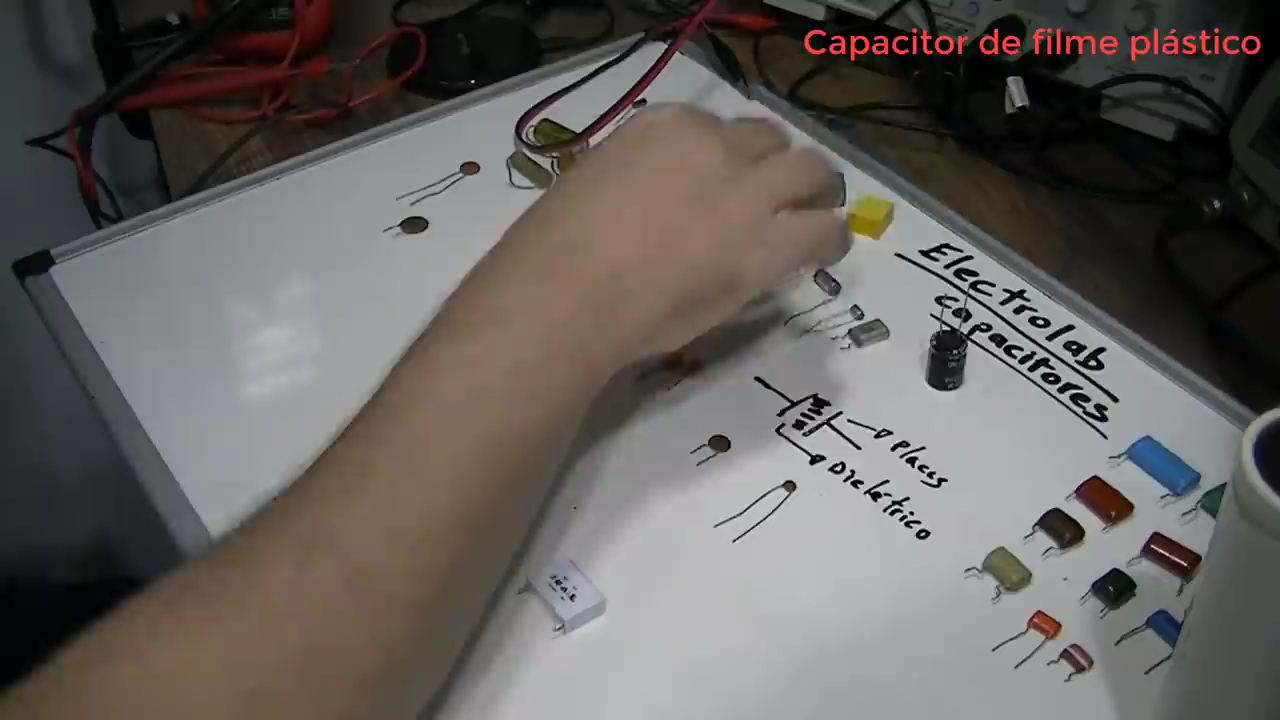 Capacitor de filme plástico
Electrolab
capacitores
Placas
Dielétrico